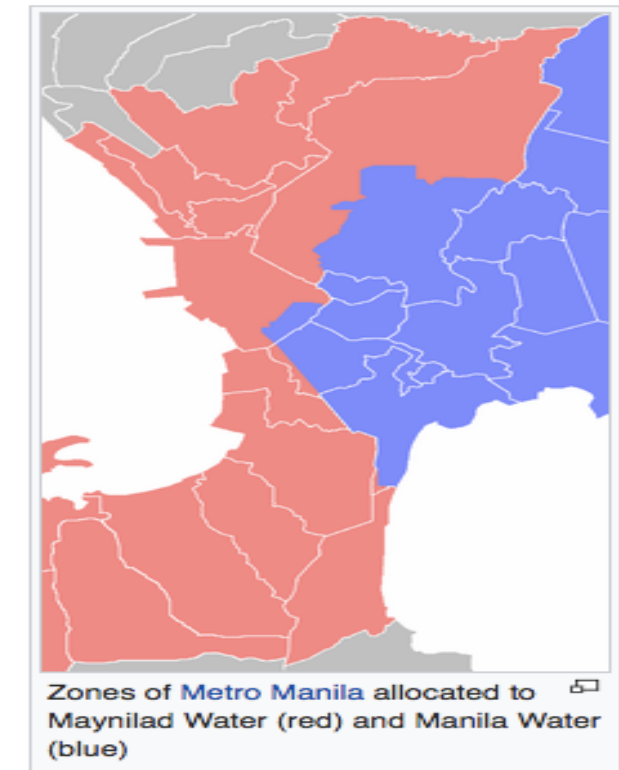 Zones of Metro Manila allocated to
Maynilad Water (red) and Manila Water
(blue)